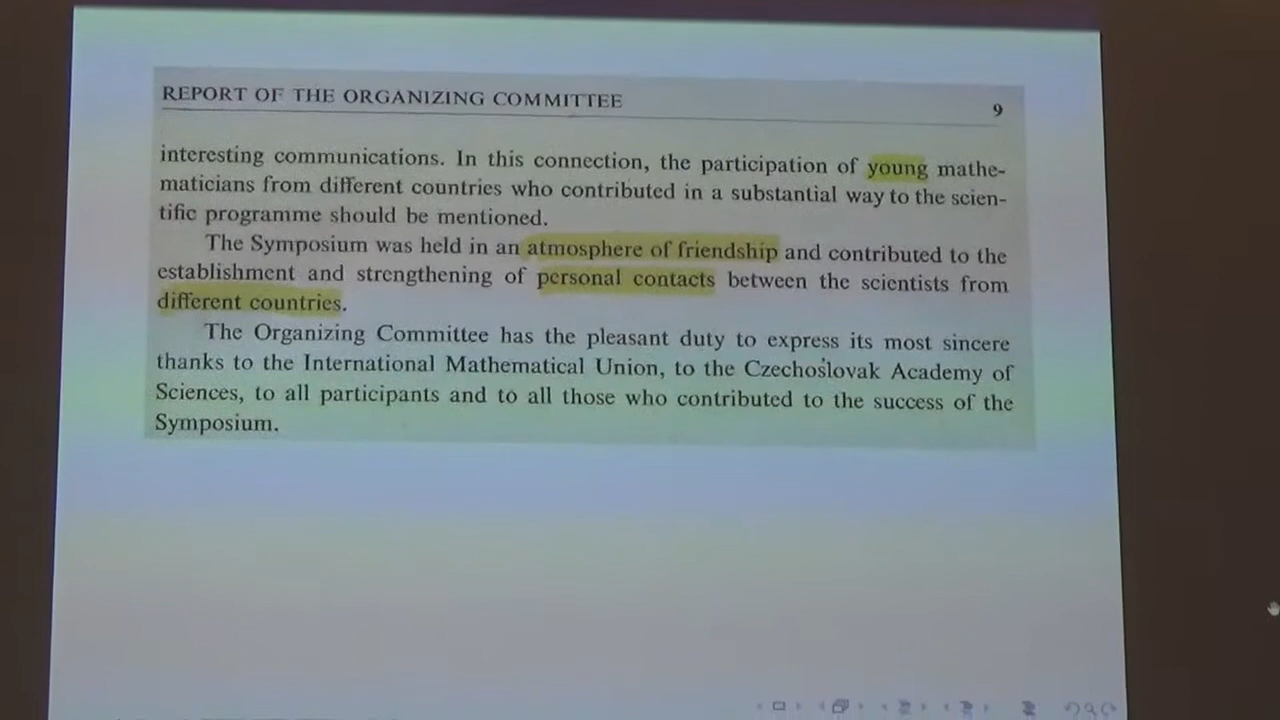 REPORT OF THE ORGANIZING COMMITTEE 9
interesting communications. In this connection, the participation of young mathe-
maticians from different countries who contributed in a substantial way to the scien-
tific programme should be mentioned.
The Symposium was held in an atmosphere of friendship and contributed to the
establishment and strengthening of personal contacts between the scientists from
different countries.
The Organizing Committee has the pleasant duty to express its most sincere
thanks to the International Mathematical Union, to the Czechoslovak Academy of
Sciences, to all participants and to all those who contributed to the success of the
Symposium.